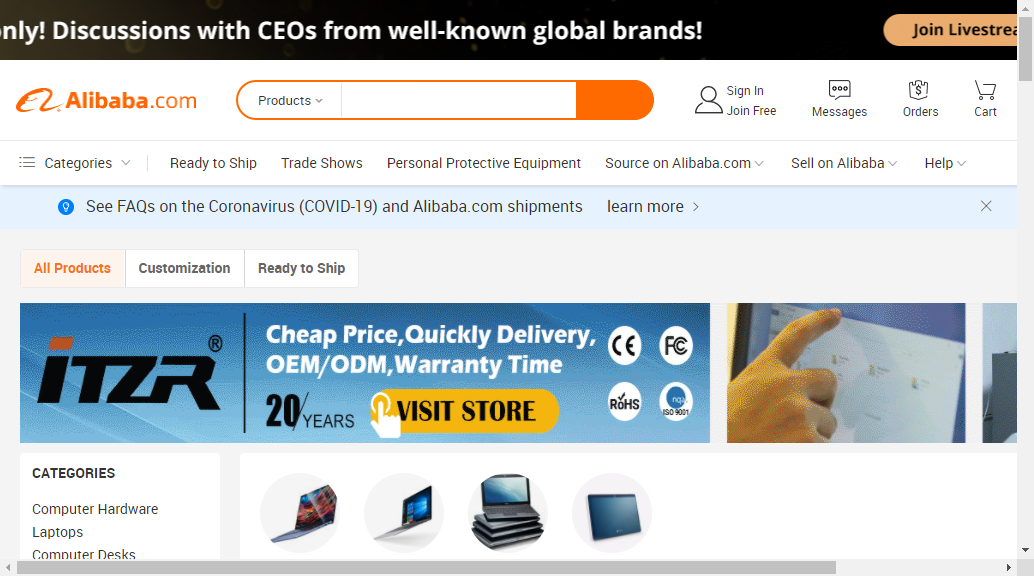 only! Discussions with CEOs from well-known global brands!
Join Livestrea
Alibaba.com
Products
Sign In
Join Free
Messages
Orders
Cart
Categories
Ready to Ship
Trade Shows
Personal Protective Equipment
Source on Alibaba.com
Sell on Alibaba
Help
See FAQs on the Coronavirus (COVID-19) and Alibaba.com shipments
learn more
All Products
Customization
Ready to Ship
ITZR®
Cheap Price,Quickly Delivery,
OEM/ODM,Warranty Time
20/YEARS
VISIT STORE
CE
FC
RoHS
nqa.
ISO 9001
CATEGORIES
Computer Hardware
Laptops
Computer Desks